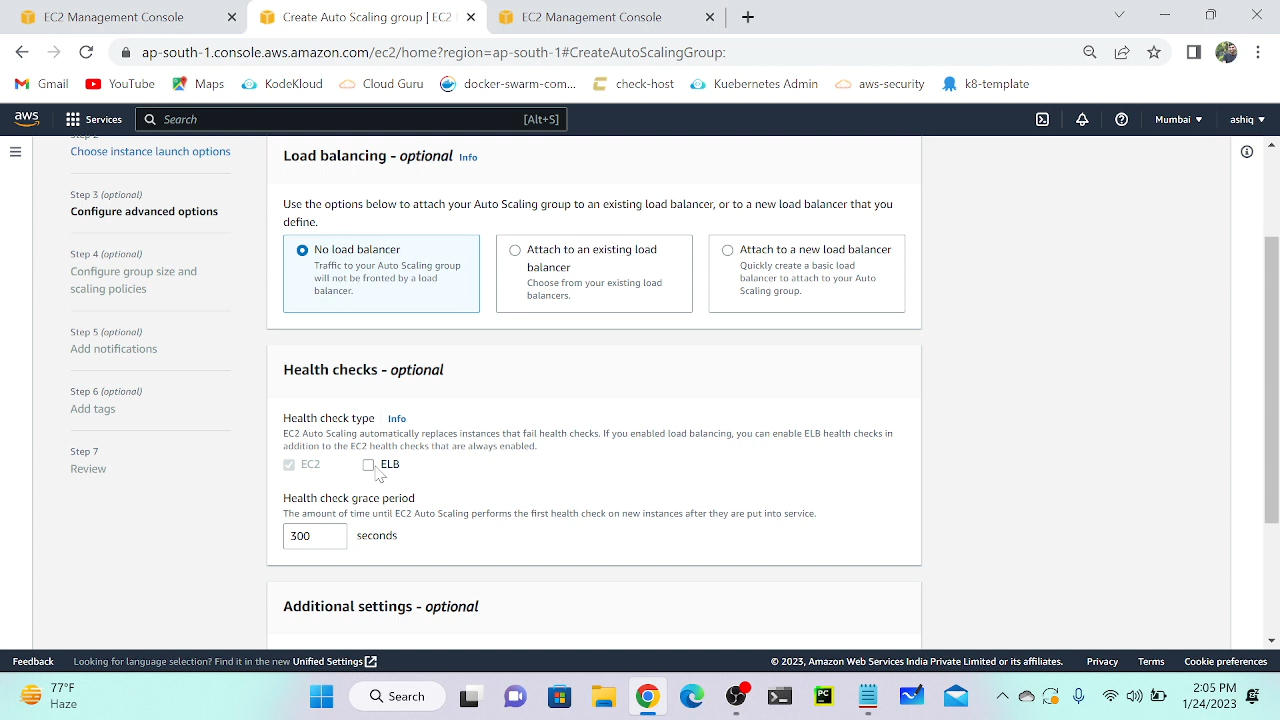 EC2 Management Console
Create Auto Scaling group | EC2
EC2 Management Console
ap-south-1.console.aws.amazon.com/ec2/home?region=ap-south-1#CreateAutoScalingGroup:
Gmail YouTube Maps KodeKloud Cloud Guru docker-swarm-com... check-host Kubernetes Admin aws-security k8-template
aws Services Search [Alt+S] Mumbai ashiq
Step 2
Choose instance launch options
Step 3 (optional)
Configure advanced options
Step 4 (optional)
Configure group size and
scaling policies
Step 5 (optional)
Add notifications
Step 6 (optional)
Add tags
Step 7
Review
Load balancing - optional Info
Use the options below to attach your Auto Scaling group to an existing load balancer, or to a new load balancer that you
define.
No load balancer
Traffic to your Auto Scaling group
will not be fronted by a load
balancer.
Attach to an existing load
balancer
Choose from your existing load
balancers.
Attach to a new load balancer
Quickly create a basic load
balancer to attach to your Auto
Scaling group.
Health checks - optional
Health check type Info
EC2 Auto Scaling automatically replaces instances that fail health checks. If you enabled load balancing, you can enable ELB health checks in
addition to the EC2 health checks that are always enabled.
EC2 ELB
Health check grace period
The amount of time until EC2 Auto Scaling performs the first health check on new instances after they are put into service.
300 seconds
Additional settings - optional
Feedback Looking for language selection? Find it in the new Unified Settings © 2023, Amazon Web Services India Private Limited or its affiliates. Privacy Terms Cookie preferences
77°F
Haze
Search
PC
2:05 PM
1/24/2023